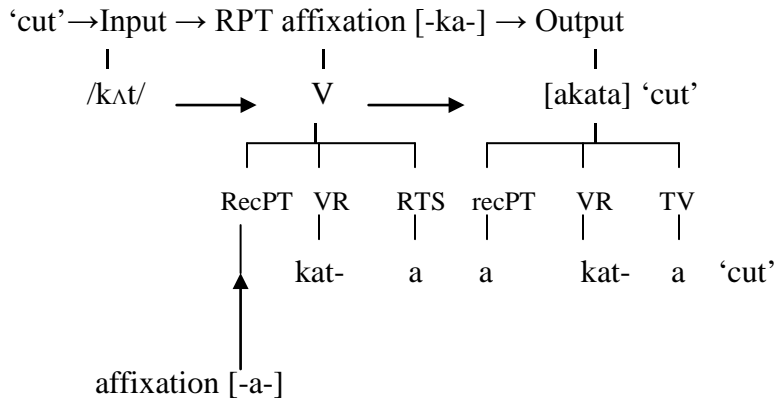 ‘cut’→Input → RPT affixation [-ka-] → Output
/kʌt/ V [akata] ‘cut’
RecPT VR RTS recPT VR TV
kat- a a kat- a ‘cut’
affixation [-a-]